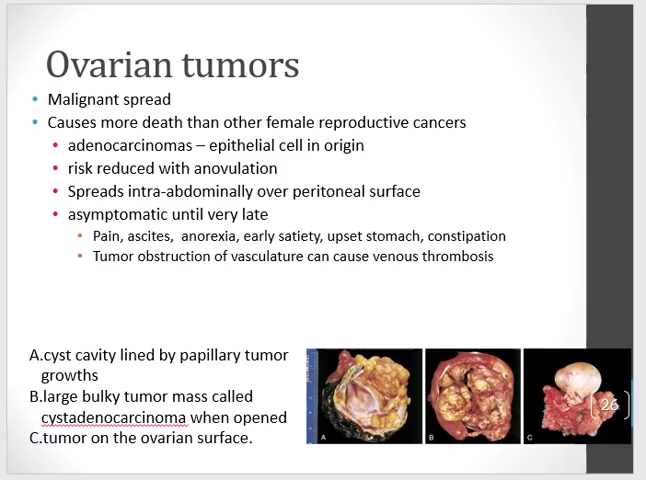 Ovarian tumors
• Malignant spread
• Causes more death than other female reproductive cancers
• adenocarcinomas – epithelial cell in origin
• risk reduced with anovulation
• Spreads intra-abdominally over peritoneal surface
• asymptomatic until very late
• Pain, ascites, anorexia, early satiety, upset stomach, constipation
• Tumor obstruction of vasculature can cause venous thrombosis
A.cyst cavity lined by papillary tumor
growths
B.large bulky tumor mass called
cystadenocarcinoma when opened
C.tumor on the ovarian surface.
A
B
C
26